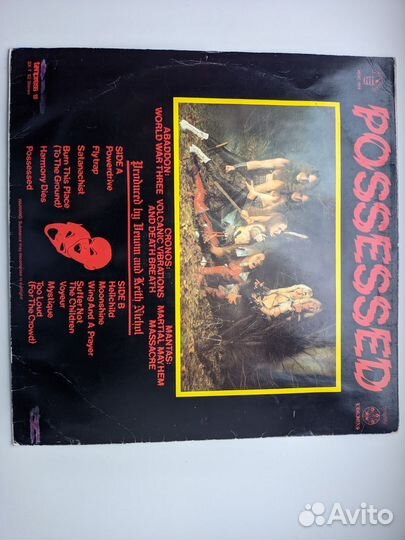 POSSESSED
ABADDON:
WORLD WAR THREE
CRONOS:
VOLCANIC VIBRATIONS
AND DEATH BREATH
MANTAS:
MARTIAL MAYHEM
MASSACRE
Produced by Venom and Keith Nichol
SIDE A
Powerdrive
Flytrap
Satanachist
Burn This Place
(To The Ground)
Harmony Dies
Possessed
SIDE B
Hellchild
Moonshine
Wing And A Prayer
Suffer Not
The Children
Voyeur
Mystique
Too Loud
(For The Crowd)
Avito